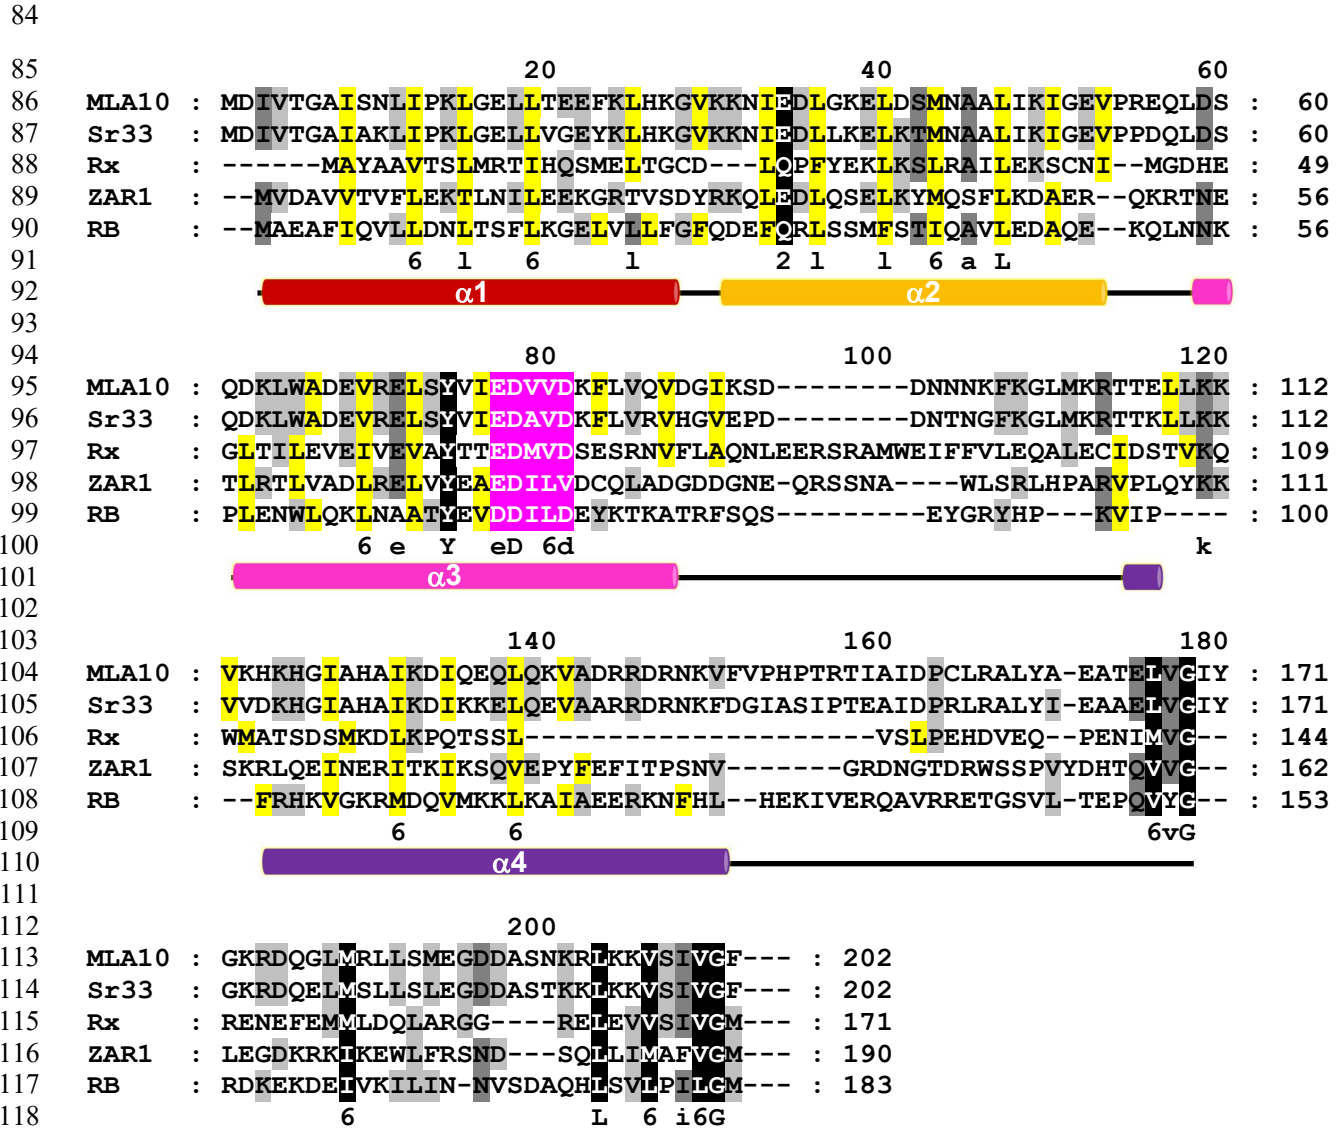 84
85 20 40 60
86 MLA10 : MDIVTGAISNLIPKLGELLTEEFKLHKGVKKNIEDLGKELDSMNAALIKIGEVPREQLDS : 60
87 Sr33 : MDIVTGAIAKLIPKLGELLVGEYKLHKGVKKNIEDLLKELKTMNAALIKIGEVPPDQLDS : 60
88 Rx : ------MAYAAVTSLMRTIHQSMELTGCD---LQPFYEKLKSLRAILEKSCNI--MGDHE 49
89 ZAR1 : --MVDAVVTVFLEKTLNILEEKGRTVSDYRKQLEDLQSELKYMQSFLKDAER--QKRTNE : 56
90 RB : --MAEAFIQVLLDNLTSFLKGELVLLFGFQDEFQRLSSMFSTIQAVLEDAQE--KQLNNK : 56
91 6 l 6 l 2 l l 6 a L
92 α1 α2
93
94 80 100 120
95 MLA10 : QDKLWADEVRELSYVIEDVVDKFLVQVDGIKSD--------DNNNKFKGLMKRTTELLKK : 112
96 Sr33 : QDKLWADEVRELSYVIEDAVDKFLVRVHGVEPD--------DNTNGFKGLMKRTTKLLKK : 112
97 Rx : GLTILEVEIVEVAYTTEDMVDSESRNVFLAQNLEERSRAMWEIFFVLEQALECIDSTVKQ : 109
98 ZAR1 : TLRTLVADLRELVYEAEDILVDCQLADGDDGNE-QRSSNA----WLSRLHPARVPLQYKK : 111
99 RB : PLENWLQKLNAATYEVDDILDEYKTKATRFSQS---------EYGRYHP---KVIP---- : 100
100 6 e Y eD 6d k
101 α3
102
103 140 160 180
104 MLA10 : VKHKHGIAHAIKDIQEQLQKVADRRDRNKVFVPHPTRTIAIDPCLRALYA-EATELVGIY : 171
105 Sr33 : VVDKHGIAHAIKDIKKELQEVAARRDRNKFDGIASIPTEAIDPRLRALYI-EAAELVGIY : 171
106 Rx : WMATSDSMKDLKPQTSSL---------------------VSLPEHDVEQ--PENIMVG-- : 144
107 ZAR1 : SKRLQEINERITKIKSQVEPYFEFITPSNV-------GRDNGTDRWSSPVYDHTQVVG-- : 162
108 RB : --FRHKVGKRMDQVMKKLKAIAEERKNFHL--HEKIVERQAVRRETGSVL-TEPQVYG-- : 153
109 6 6 6vG
110 α4
111
112 200
113 MLA10 : GKRDQGLMRLLSMEGDDASNKRLKKVSIVGF--- : 202
114 Sr33 : GKRDQELMSLLSLEGDDASTKKLKKVSIVGF--- : 202
115 Rx : RENEFEMMLDQLARGG----RELEVVSIVGM--- : 171
116 ZAR1 : LEGDKRKIKEWLFRSND---SQLLIMAFVGM--- : 190
117 RB : RDKEKDEIVKILIN-NVSDAQHLSVLPILGM--- : 183
118 6 L 6 i6G